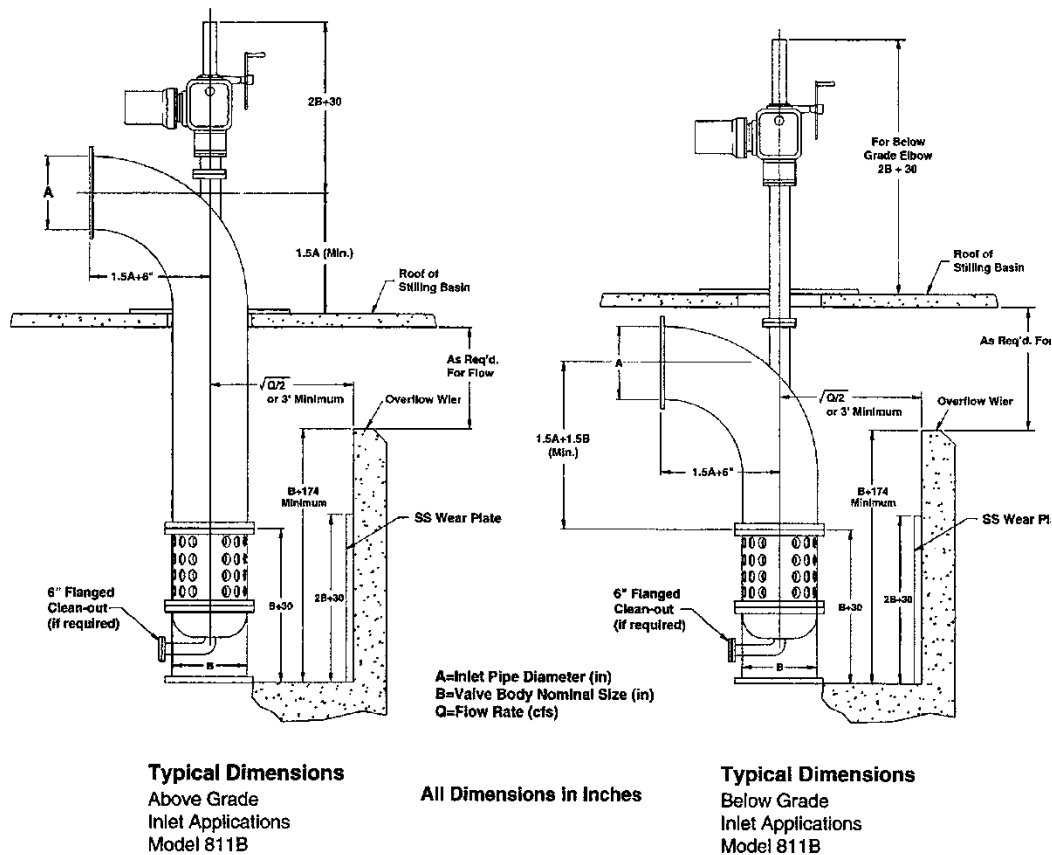 2B+30
A
1.5A (Min.)
1.5A+6"
Roof of
Stilling Basin
As Req'd.
For Flow
√Q/2
or 3' Minimum
Overflow Wier
B+174
Minimum
SS Wear Plate
2B+30
B+30
6" Flanged
Clean-out
(if required)
B
For Below
Grade Elbow
2B + 30
Roof of
Stilling Basin
As Req'd. For
A
√Q/2
or 3' Minimum
Overflow Wier
1.5A+1.5B
(Min.)
1.5A+6"
B+174
Minimum
SS Wear Pla
2B+30
B+30
6" Flanged
Clean-out
(if required)
B
A=Inlet Pipe Diameter (in)
B=Valve Body Nominal Size (in)
Q=Flow Rate (cfs)
Typical Dimensions
Above Grade
Inlet Applications
Model 811B
All Dimensions in Inches
Typical Dimensions
Below Grade
Inlet Applications
Model 811B